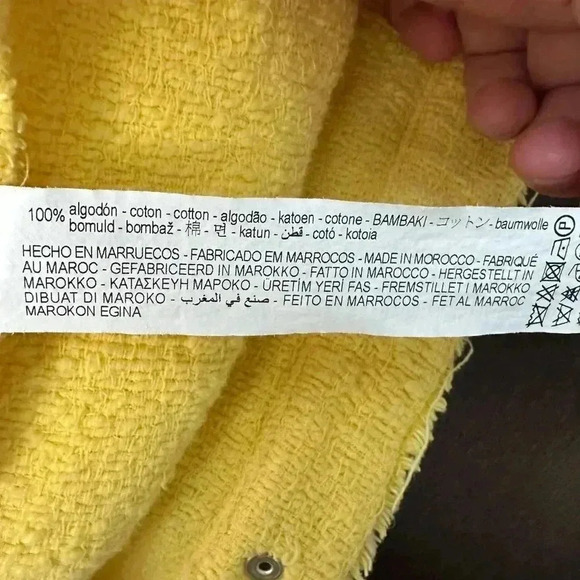 100% algodón - coton - cotton - algodão - katoen - cotone - BAMBAKI - コットン - baumwolle
bomuld - bombaž - 棉 - 면 - katun - قطن - cotó - kotoia
HECHO EN MARRUECOS - FABRICADO EM MARROCOS - MADE IN MOROCCO - FABRIQUÉ
AU MAROC - GEFABRICEERD IN MAROKKO - FATTO IN MAROCCO - HERGESTELLT IN
MAROKKO - ΚΑΤΑΣΚΕΥΗ ΜΑΡΟΚΟ - ÜRETİM YERİ FAS - FREMSTILLET I MAROKKO
DIBUAT DI MAROKO - صنع في المغرب - FEITO EN MARROCOS - FET AL MARROC
MAROKON EGINA